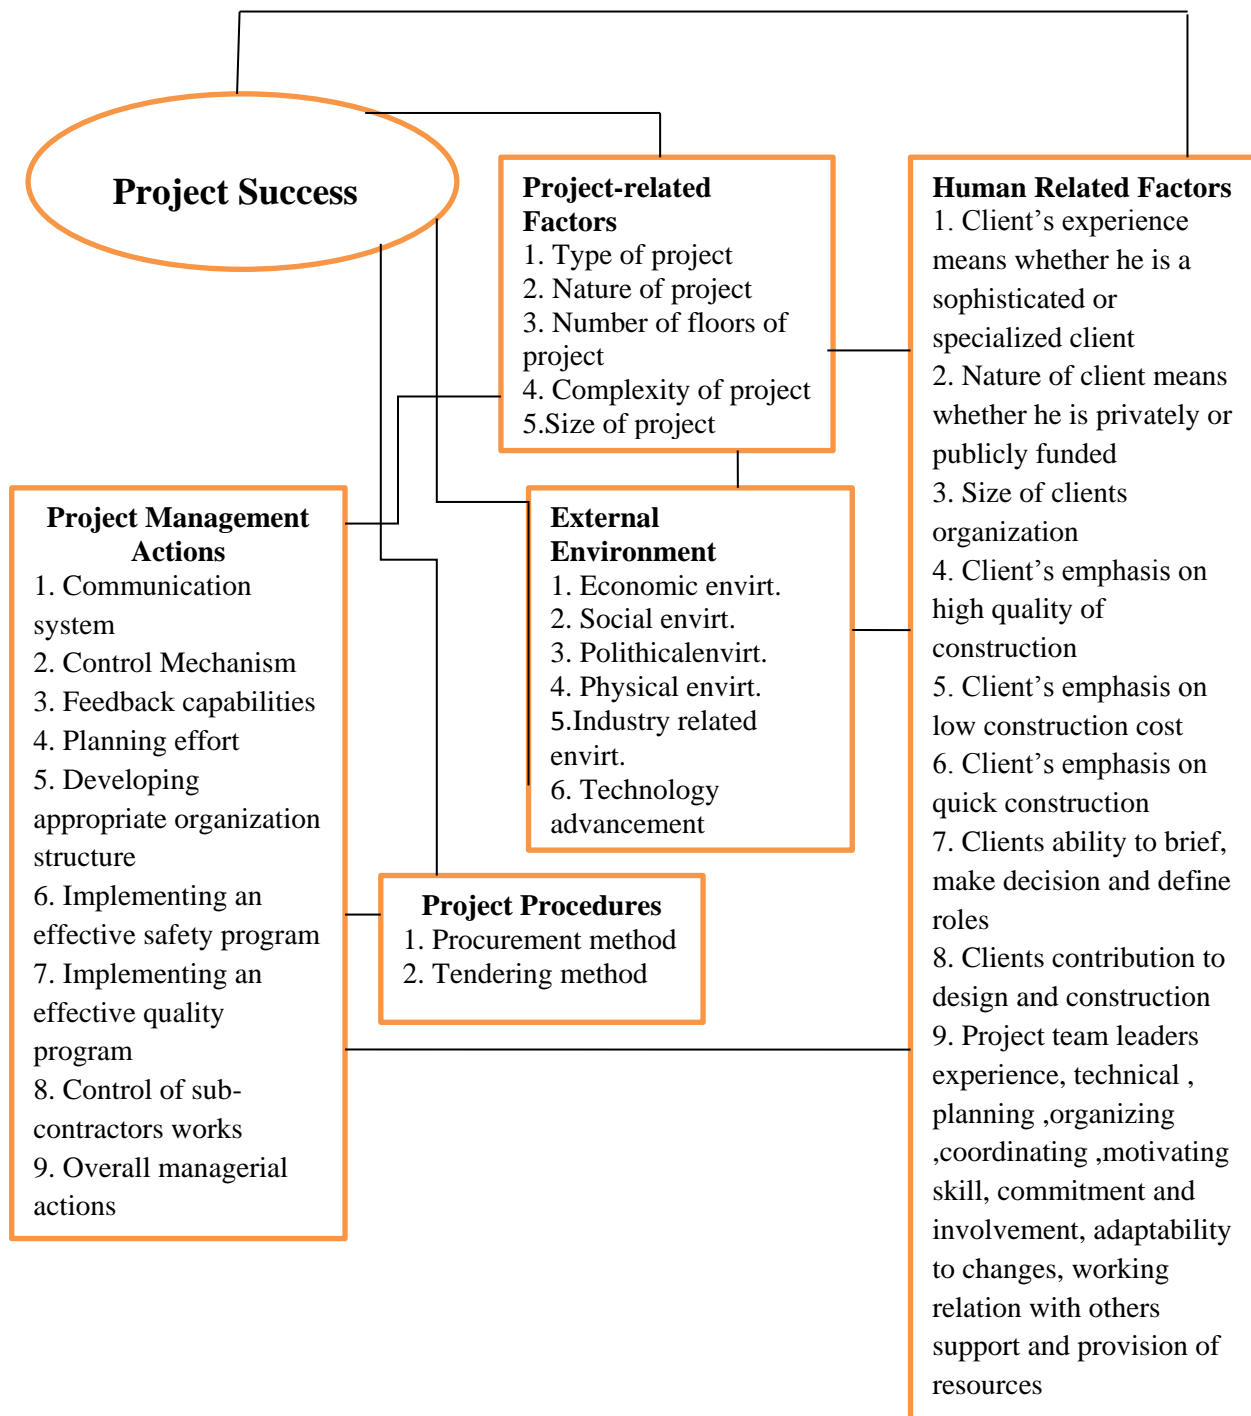 Project Success
Project-related
Factors
1. Type of project
2. Nature of project
3. Number of floors of
project
4. Complexity of project
5.Size of project
Human Related Factors
1. Client’s experience
means whether he is a
sophisticated or
specialized client
2. Nature of client means
whether he is privately or
publicly funded
3. Size of clients
organization
4. Client’s emphasis on
high quality of
construction
5. Client’s emphasis on
low construction cost
6. Client’s emphasis on
quick construction
7. Clients ability to brief,
make decision and define
roles
8. Clients contribution to
design and construction
9. Project team leaders
experience, technical ,
planning ,organizing
,coordinating ,motivating
skill, commitment and
involvement, adaptability
to changes, working
relation with others
support and provision of
resources
Project Management
Actions
1. Communication
system
2. Control Mechanism
3. Feedback capabilities
4. Planning effort
5. Developing
appropriate organization
structure
6. Implementing an
effective safety program
7. Implementing an
effective quality
program
8. Control of sub-
contractors works
9. Overall managerial
actions
External
Environment
1. Economic envirt.
2. Social envirt.
3. Polithicalenvirt.
4. Physical envirt.
5.Industry related
envirt.
6. Technology
advancement
Project Procedures
1. Procurement method
2. Tendering method